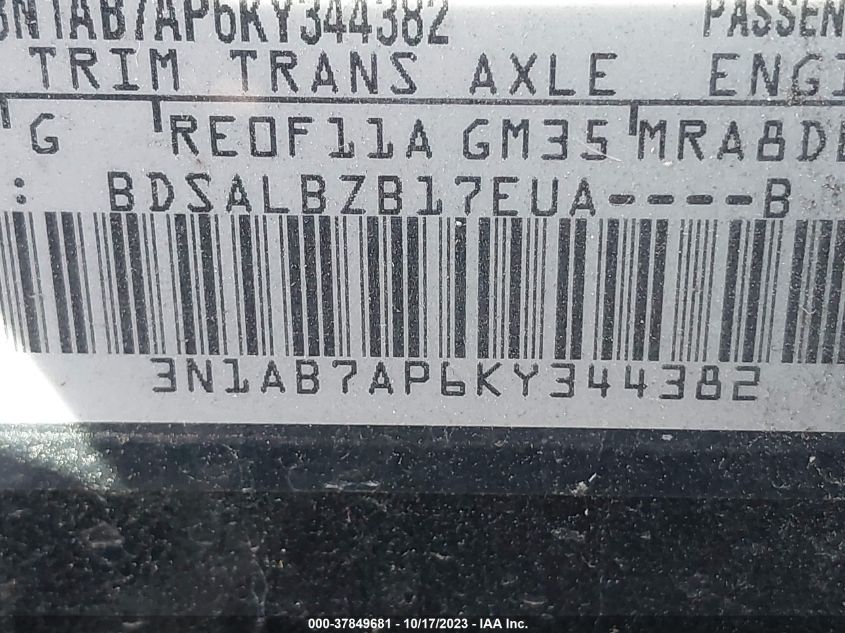 3N1AB7AP6KY344382 PASSEN
TRIM TRANS AXLE ENGI
G RE0F11A GM35 MRA8DE
: BDSALBZB17EUA----B
3N1AB7AP6KY344382
000-37849681 - 10/17/2023 - IAA Inc.